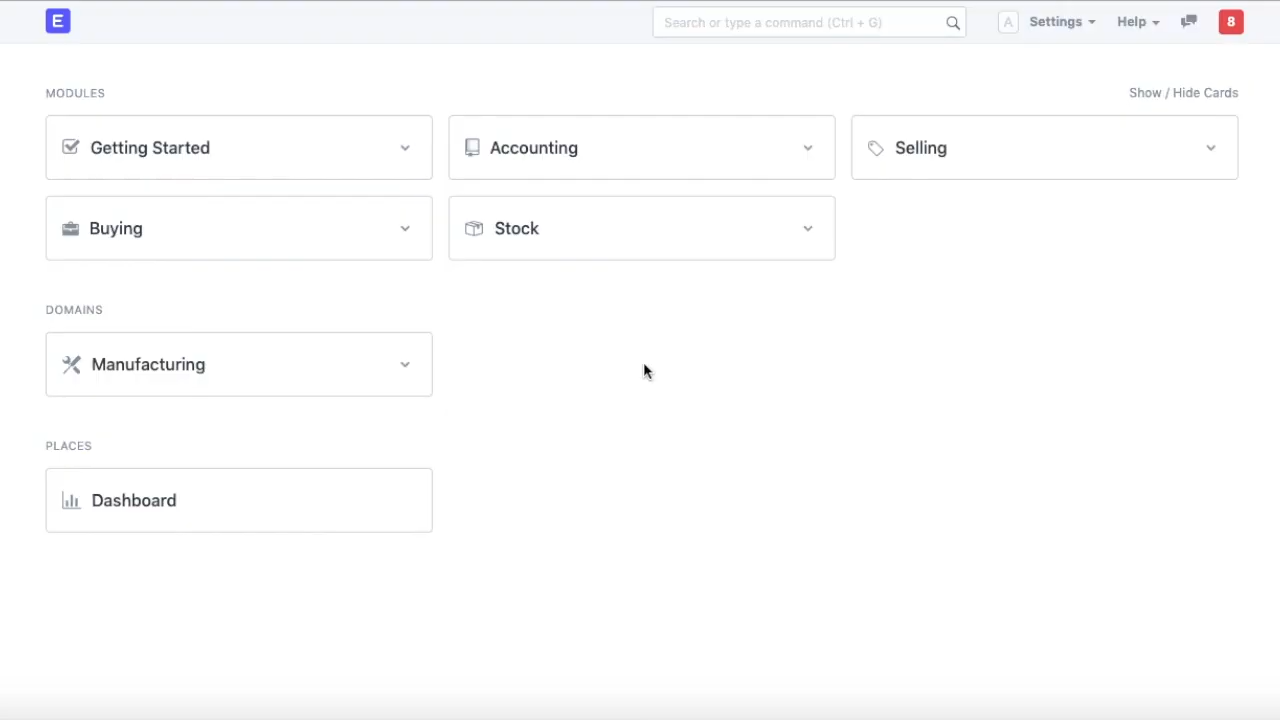 E
Search or type a command (Ctrl + G)
A
Settings
Help
8
MODULES
Show / Hide Cards
Getting Started
Accounting
Selling
Buying
Stock
DOMAINS
Manufacturing
PLACES
Dashboard